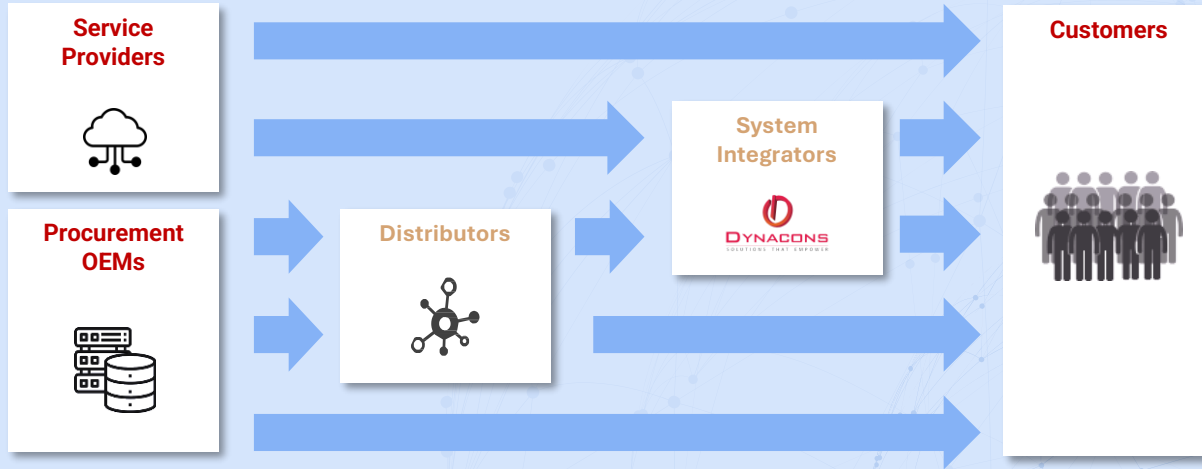 Service
Providers
Customers
System
Integrators
DYNACONS
SOLUTIONS THAT EMPOWER
Procurement
OEMs
Distributors